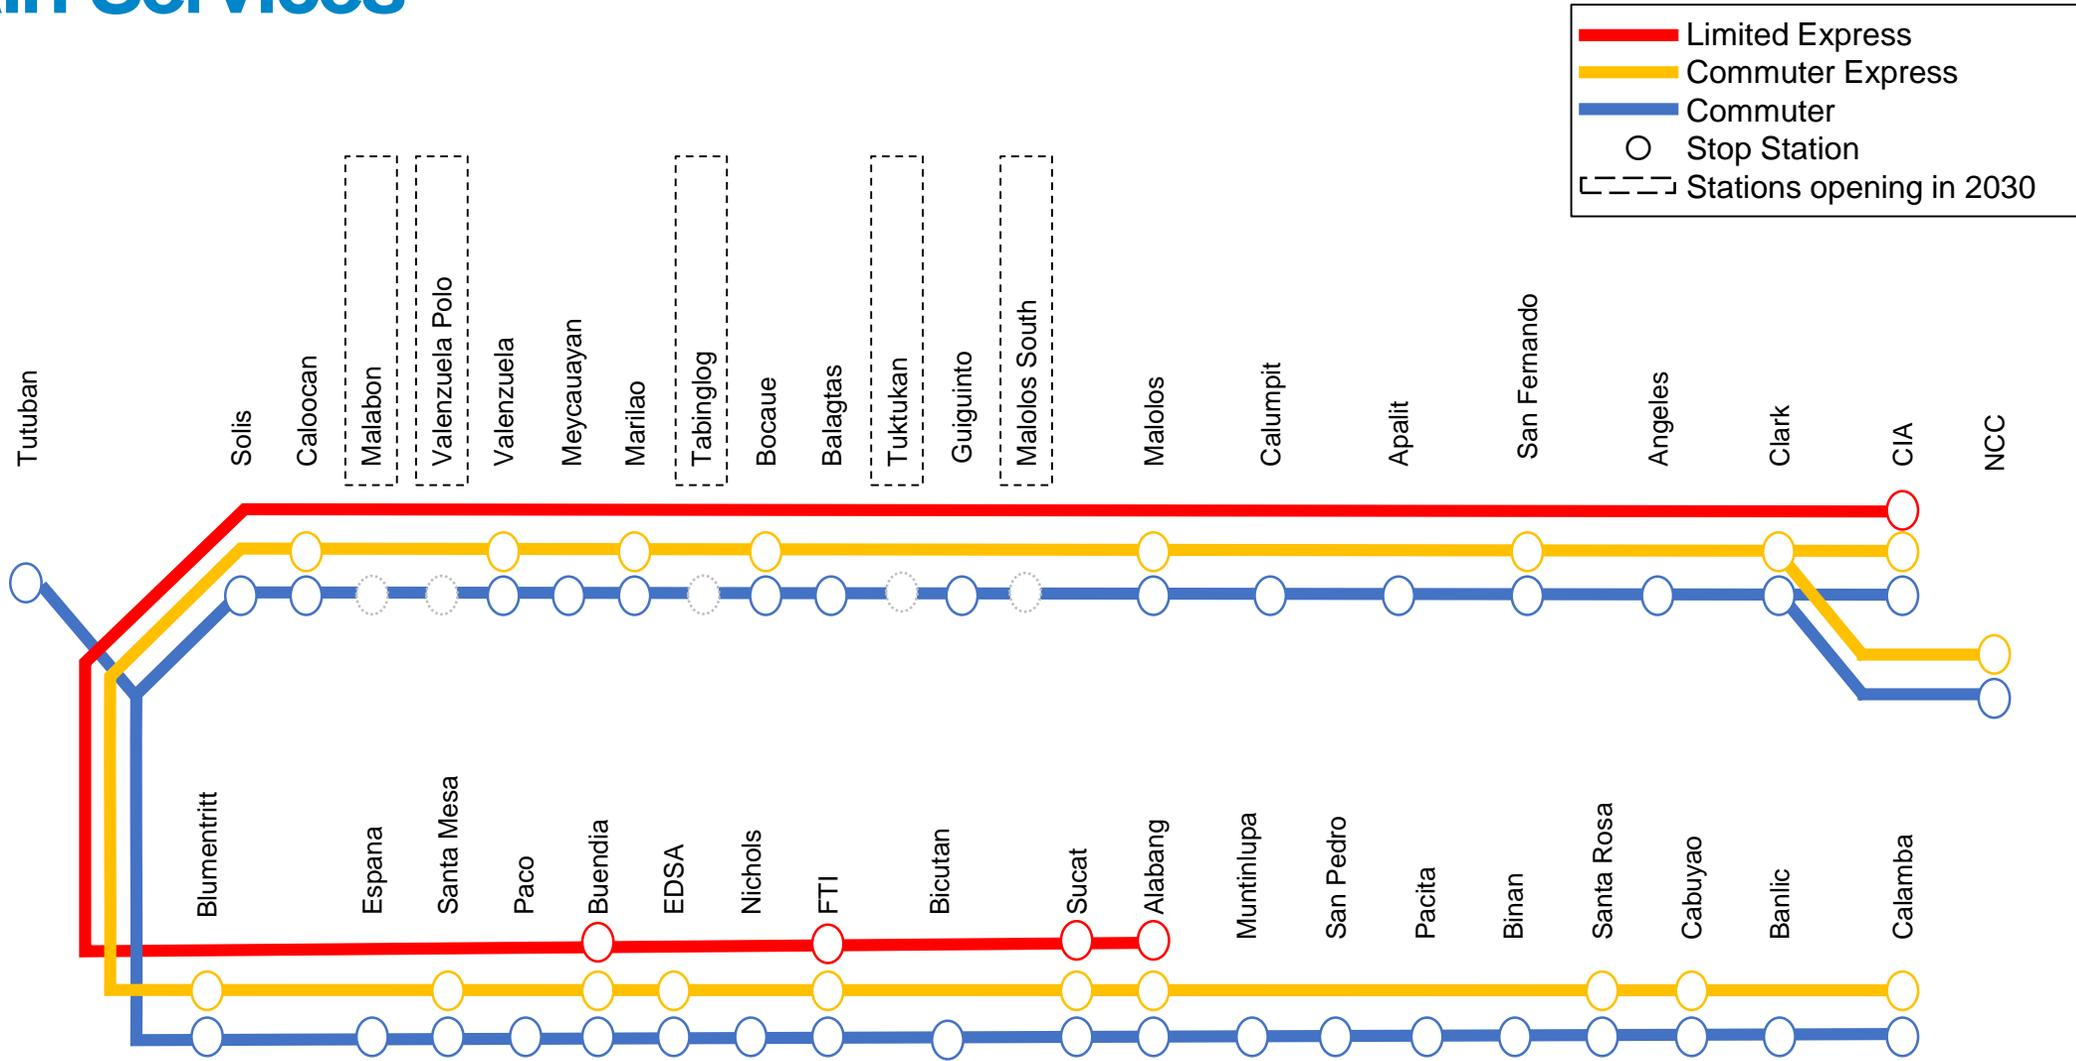 Services
Limited Express
Commuter Express
Commuter
Stop Station
Stations opening in 2030
Tutuban
Solis
Caloocan
Malabon
Valenzuela Polo
Valenzuela
Meycauayan
Marilao
Tabinglog
Bocaue
Balagtas
Tuktukan
Guiguinto
Malolos South
Malolos
Calumpit
Apalit
San Fernando
Angeles
Clark
CIA
NCC
Blumentritt
Espana
Santa Mesa
Paco
Buendia
EDSA
Nichols
FTI
Bicutan
Sucat
Alabang
Muntinlupa
San Pedro
Pacita
Binan
Santa Rosa
Cabuyao
Banlic
Calamba